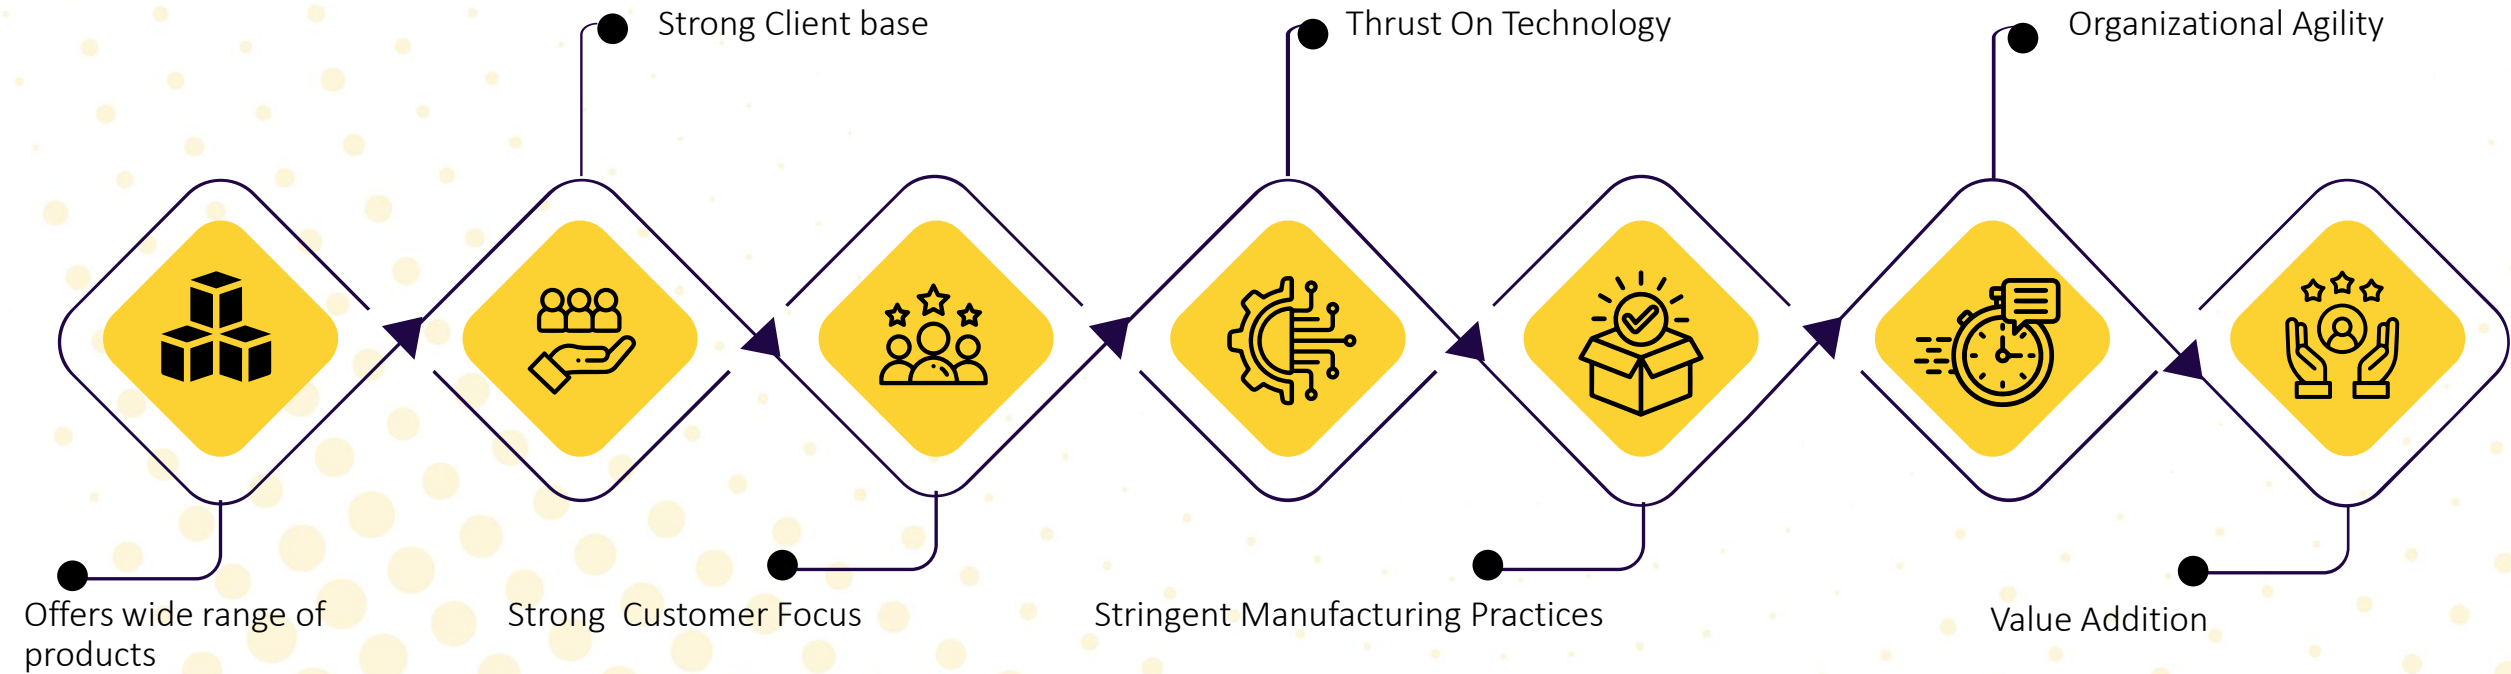 Strong Client base
Thrust On Technology
Organizational Agility
Offers wide range of
products
Strong  Customer Focus
Stringent Manufacturing Practices
Value Addition